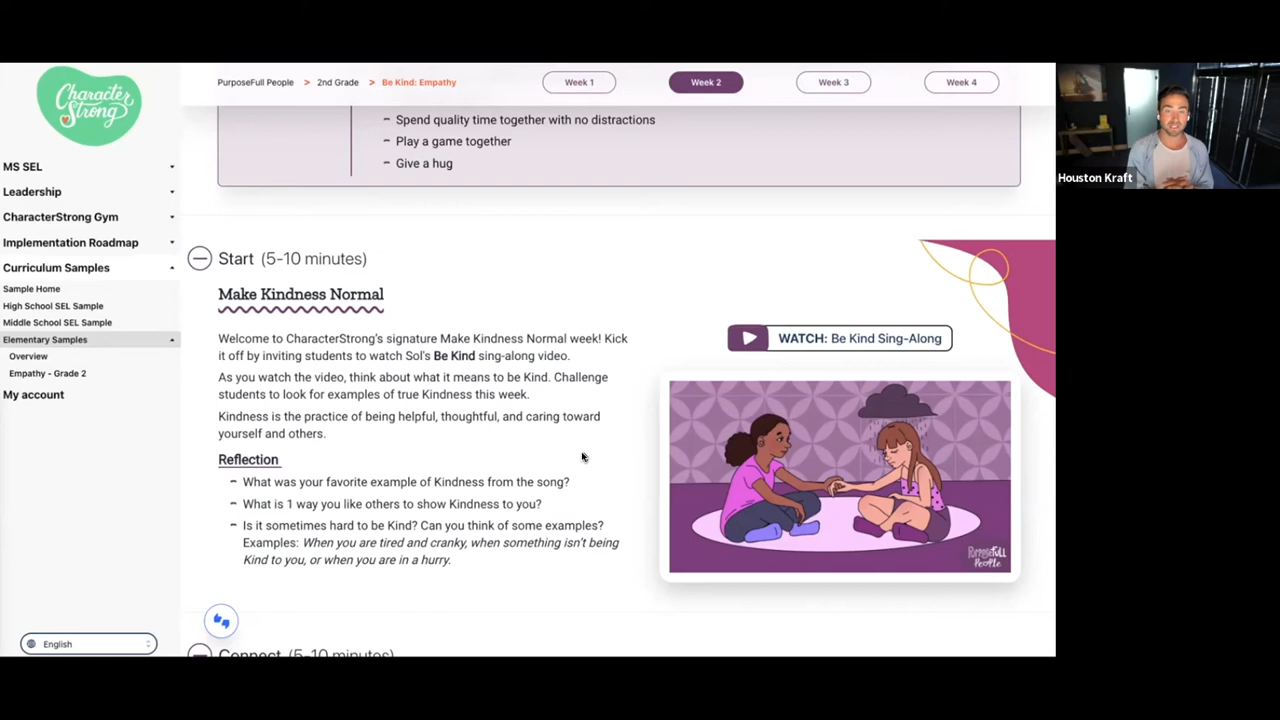 Character
Strong
MS SEL
Leadership
CharacterStrong Gym
Implementation Roadmap
Curriculum Samples
Sample Home
High School SEL Sample
Middle School SEL Sample
Elementary Samples
Overview
Empathy - Grade 2
My account
English
PurposeFull People > 2nd Grade > Be Kind: Empathy
Week 1
Week 2
Week 3
Week 4
– Spend quality time together with no distractions
– Play a game together
– Give a hug
Start (5-10 minutes)
Make Kindness Normal
Welcome to CharacterStrong's signature Make Kindness Normal week! Kick
it off by inviting students to watch Sol's Be Kind sing-along video.
As you watch the video, think about what it means to be Kind. Challenge
students to look for examples of true Kindness this week.
Kindness is the practice of being helpful, thoughtful, and caring toward
yourself and others.
Reflection
– What was your favorite example of Kindness from the song?
– What is 1 way you like others to show Kindness to you?
– Is it sometimes hard to be Kind? Can you think of some examples?
Examples: When you are tired and cranky, when something isn't being
Kind to you, or when you are in a hurry.
WATCH: Be Kind Sing-Along
PURPOSEFULL
People
Connect (5-10 minutes)
Houston Kraft